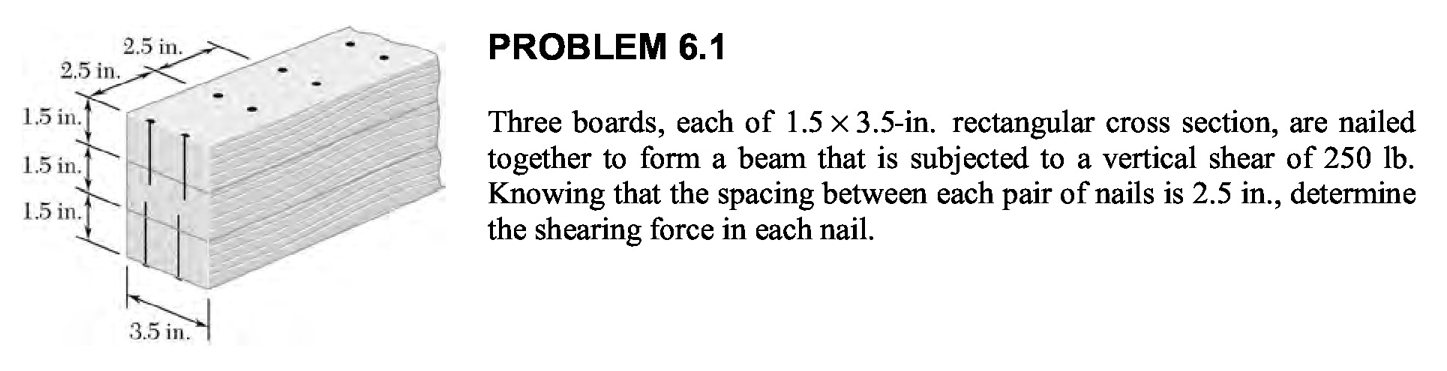 2.5 in.
2.5 in.
1.5 in.
1.5 in.
1.5 in.
3.5 in.
PROBLEM 6.1
Three boards, each of 1.5 × 3.5-in. rectangular cross section, are nailed
together to form a beam that is subjected to a vertical shear of 250 lb.
Knowing that the spacing between each pair of nails is 2.5 in., determine
the shearing force in each nail.